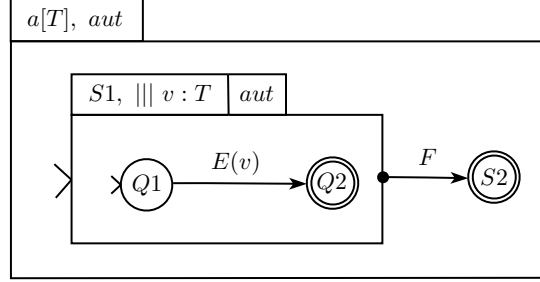 a[T], aut
S1, ||| v : T aut
E(v)
F
Q1
Q2
S2